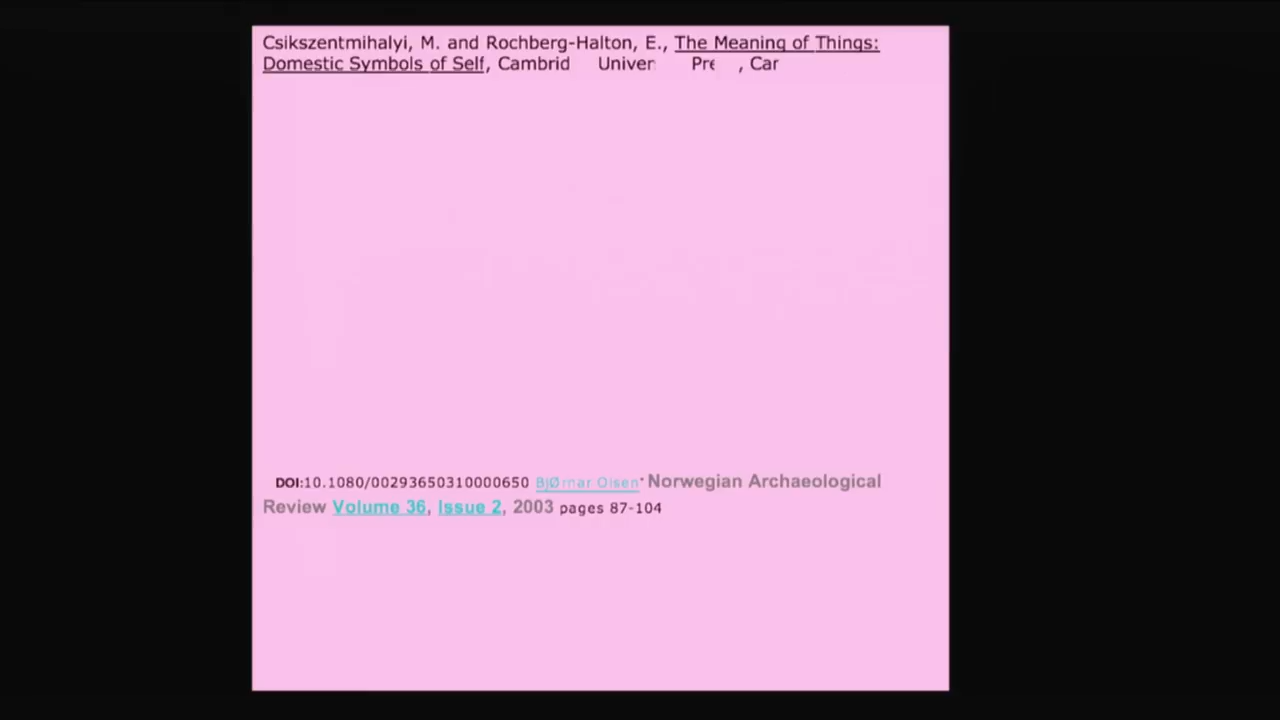 Csikszentmihalyi, M. and Rochberg-Halton, E., The Meaning of Things:
Domestic Symbols of Self, Cambrid Univer Pre , Car
DOI:10.1080/00293650310000650 BjØrnar Olsen* Norwegian Archaeological
Review Volume 36, Issue 2, 2003 pages 87-104